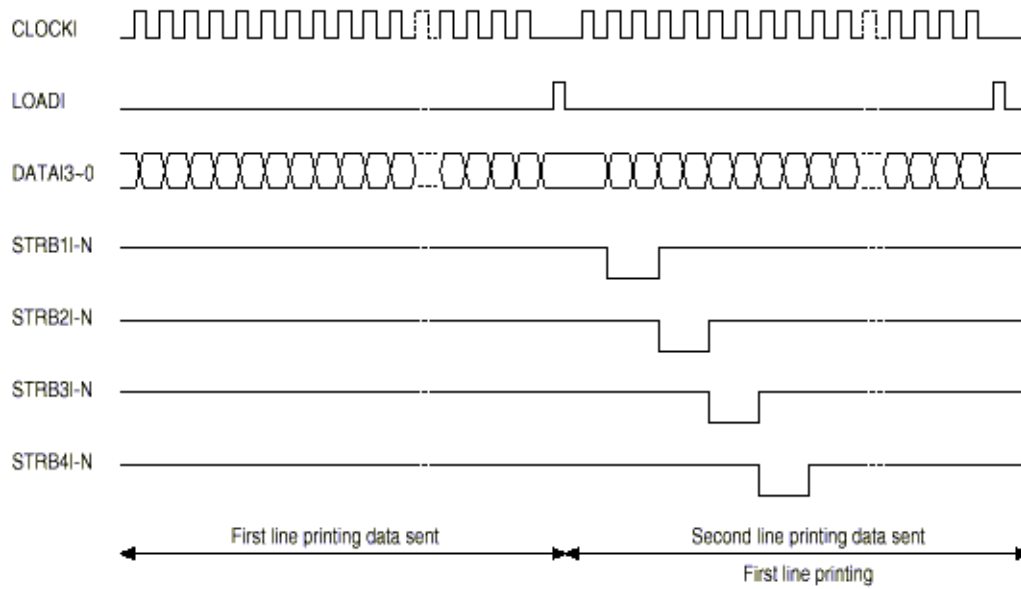 CLOCKI
LOADI
DATAI3~0
STRB1I-N
STRB2I-N
STRB3I-N
STRB4I-N
First line printing data sent
Second line printing data sent
First line printing